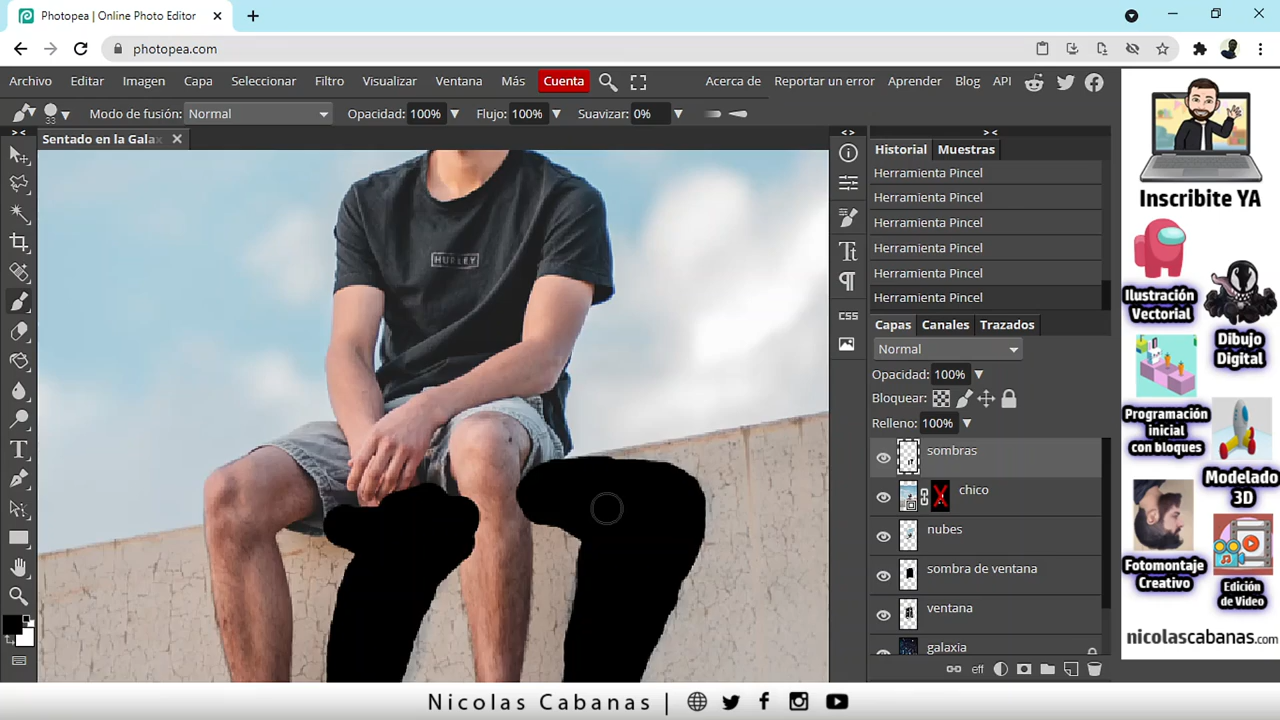 Photopea | Online Photo Editor
photopea.com
Archivo Editar Imagen Capa Seleccionar Filtro Visualizar Ventana Más Cuenta Acerca de Reportar un error Aprender Blog API
33 Modo de fusión: Normal Opacidad: 100% Flujo: 100% Suavizar: 0%
Sentado en la Gala
Historial Muestras
Herramienta Pincel
Herramienta Pincel
Herramienta Pincel
Herramienta Pincel
Herramienta Pincel
Herramienta Pincel
CSS
Capas Canales Trazados
Normal
Opacidad: 100%
Bloquear:
Relleno: 100%
sombras
chico
nubes
sombra de ventana
ventana
galaxia
eff
HURLEY
Inscribite YA
Ilustración
Vectorial
Dibujo
Digital
Programación
inicial
con bloques
Modelado
3D
Fotomontaje
Creativo
Edición
de Video
nicolascabanas.com
Nicolas Cabanas |